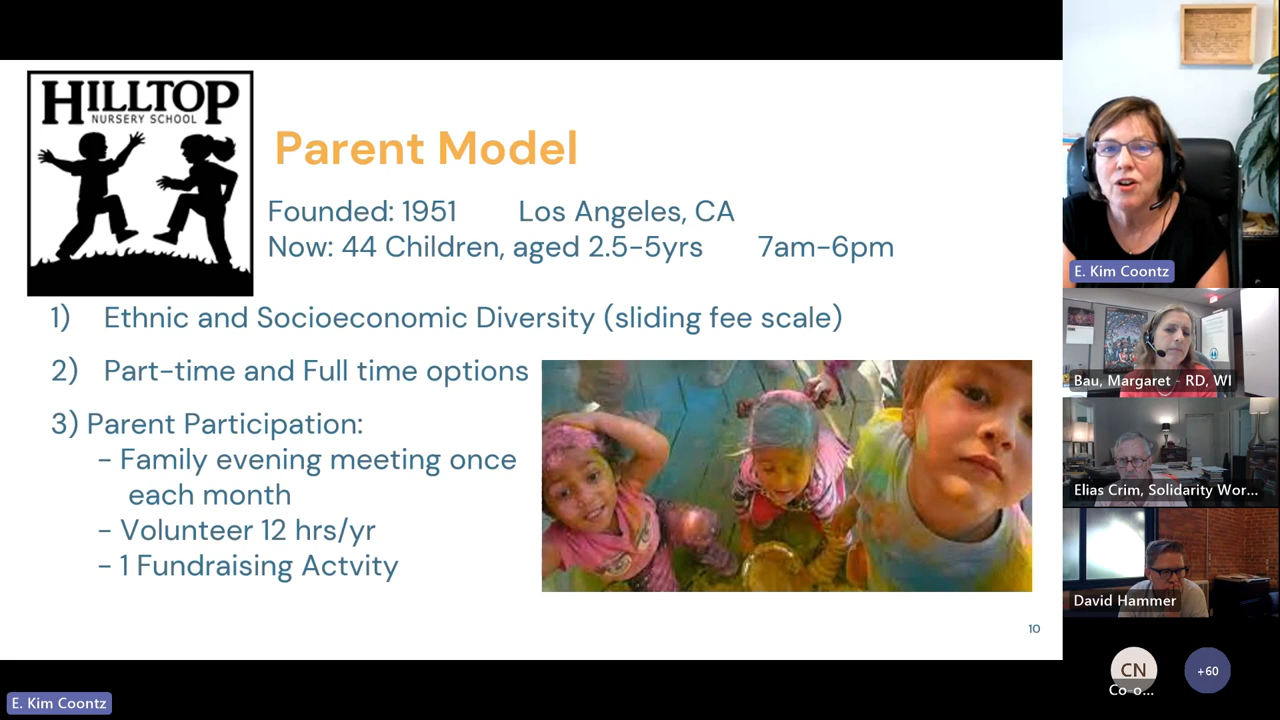 HILLTOP
NURSERY SCHOOL
Parent Model
Founded: 1951 Los Angeles, CA
Now: 44 Children, aged 2.5-5yrs 7am-6pm
1) Ethnic and Socioeconomic Diversity (sliding fee scale)
2) Part-time and Full time options
3) Parent Participation:
- Family evening meeting once
each month
- Volunteer 12 hrs/yr
- 1 Fundraising Actvity
10
E. Kim Coontz
E. Kim Coontz
Bau, Margaret - RD, WI
Elias Crim, Solidarity Wor...
David Hammer
CN
Co-o...
+60